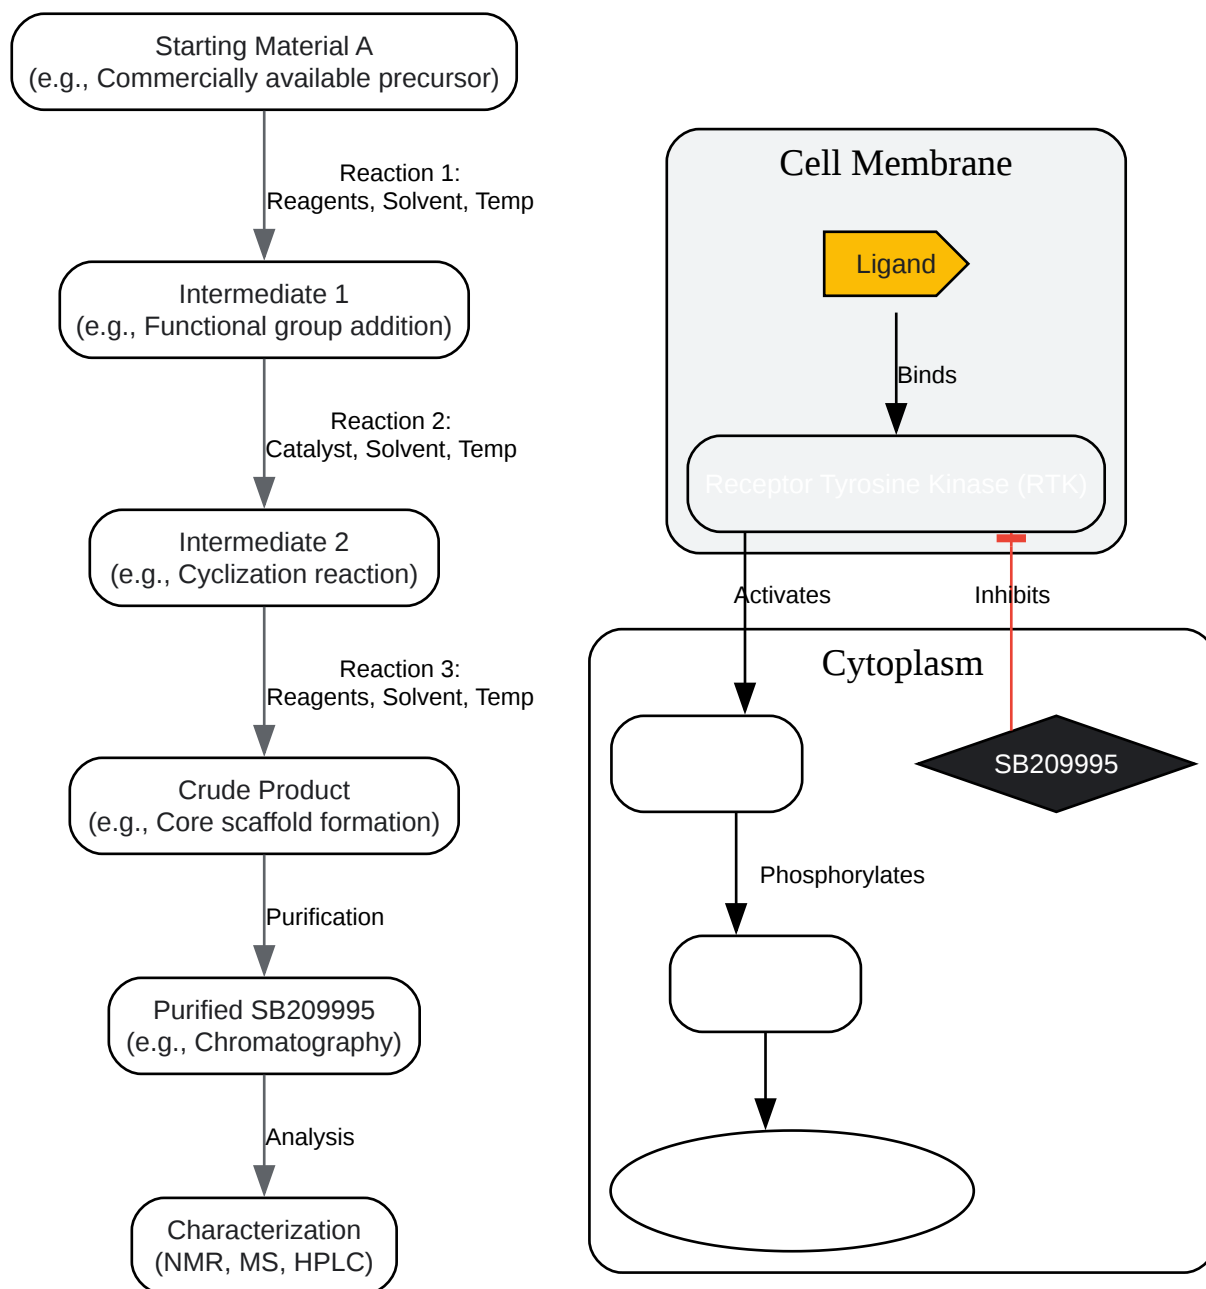 Starting Material A
(e.g., Commercially available precursor)
Reaction 1:
Reagents, Solvent, Temp
Intermediate 1
(e.g., Functional group addition)
Reaction 2:
Catalyst, Solvent, Temp
Intermediate 2
(e.g., Cyclization reaction)
Reaction 3:
Reagents, Solvent, Temp
Crude Product
(e.g., Core scaffold formation)
Purification
Purified SB209995
(e.g., Chromatography)
Analysis
Characterization
(NMR, MS, HPLC)
Cell Membrane
Ligand
Binds
Receptor Tyrosine Kinase (RTK)
Activates
Inhibits
Cytoplasm
SB209995
Phosphorylates